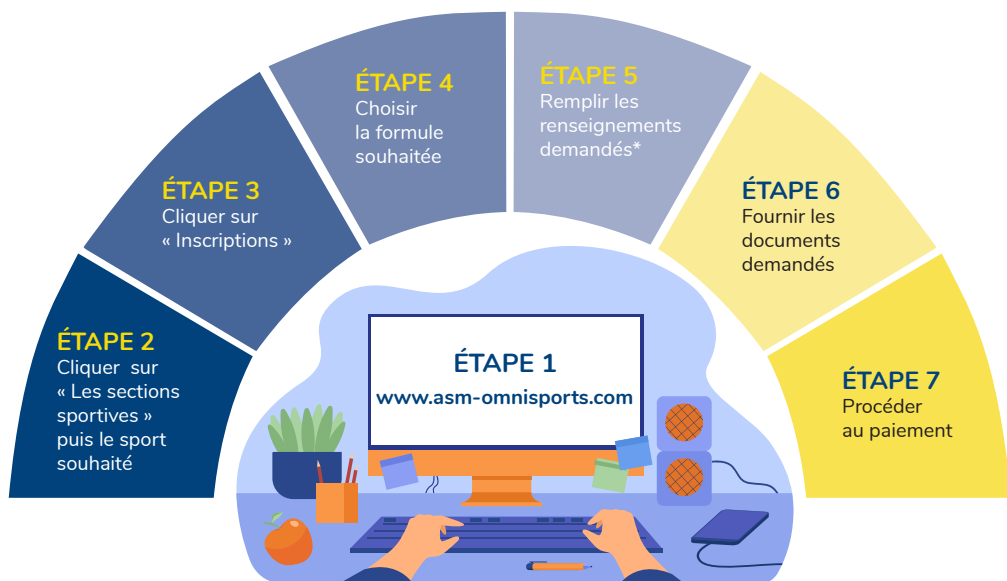 ÉTAPE 1
www.asm-omnisports.com
ÉTAPE 2
Cliquer sur
« Les sections
sportives »
puis le sport
souhaité
ÉTAPE 3
Cliquer sur
« Inscriptions »
ÉTAPE 4
Choisir
la formule
souhaitée
ÉTAPE 5
Remplir les
renseignements
demandés*
ÉTAPE 6
Fournir les
documents
demandés
ÉTAPE 7
Procéder
au paiement